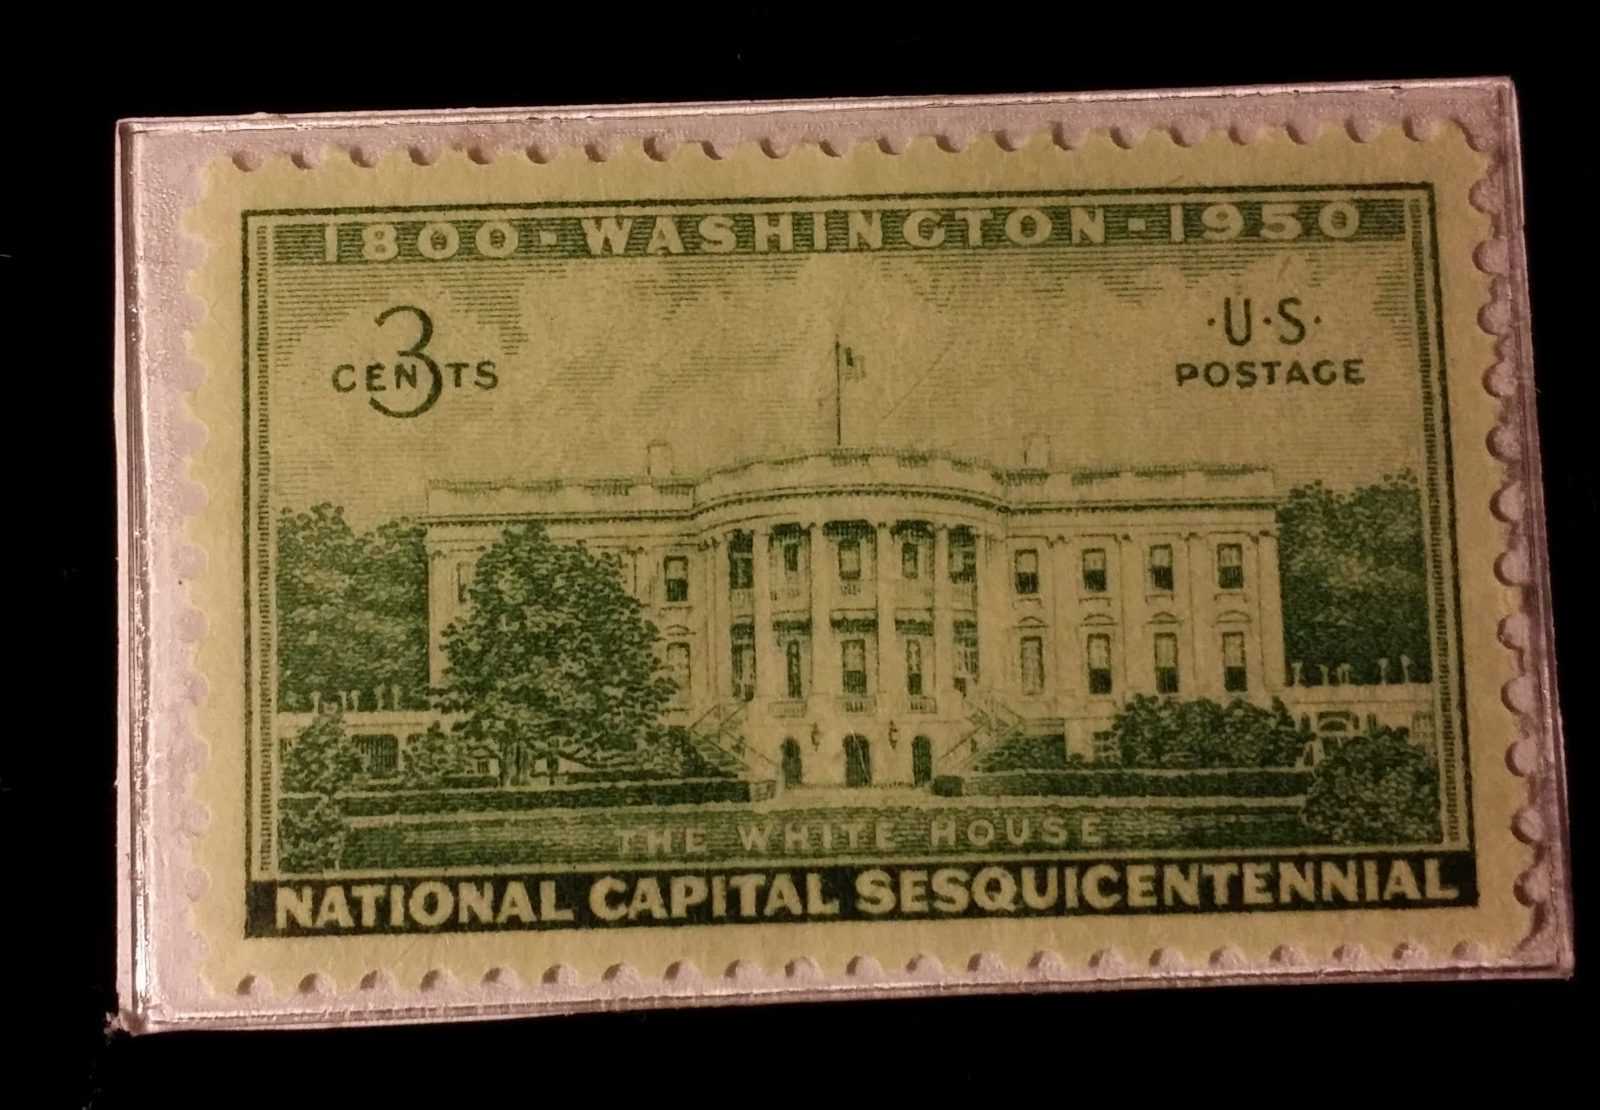 1800-WASHINGTON-1950
3
CENTS
·U·S·
POSTAGE
THE WHITE HOUSE
NATIONAL CAPITAL SESQUICENTENNIAL